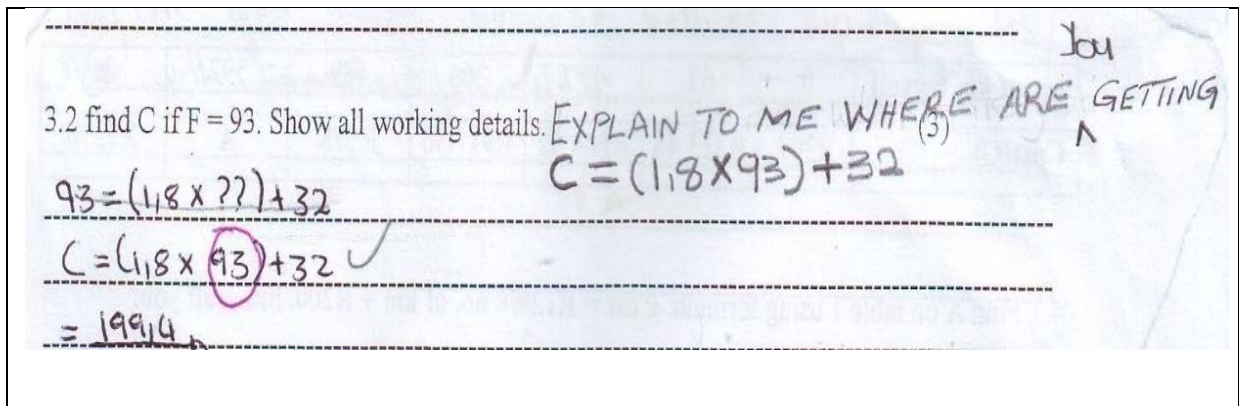 you
3.2 find C if F = 93. Show all working details. EXPLAIN TO ME WHERE ARE ^ GETTING
(3)
93 = (1,8 x ??) + 32
C = (1,8 X 93) + 32
C = (1,8 x 93) + 32 ✓
= 199,4